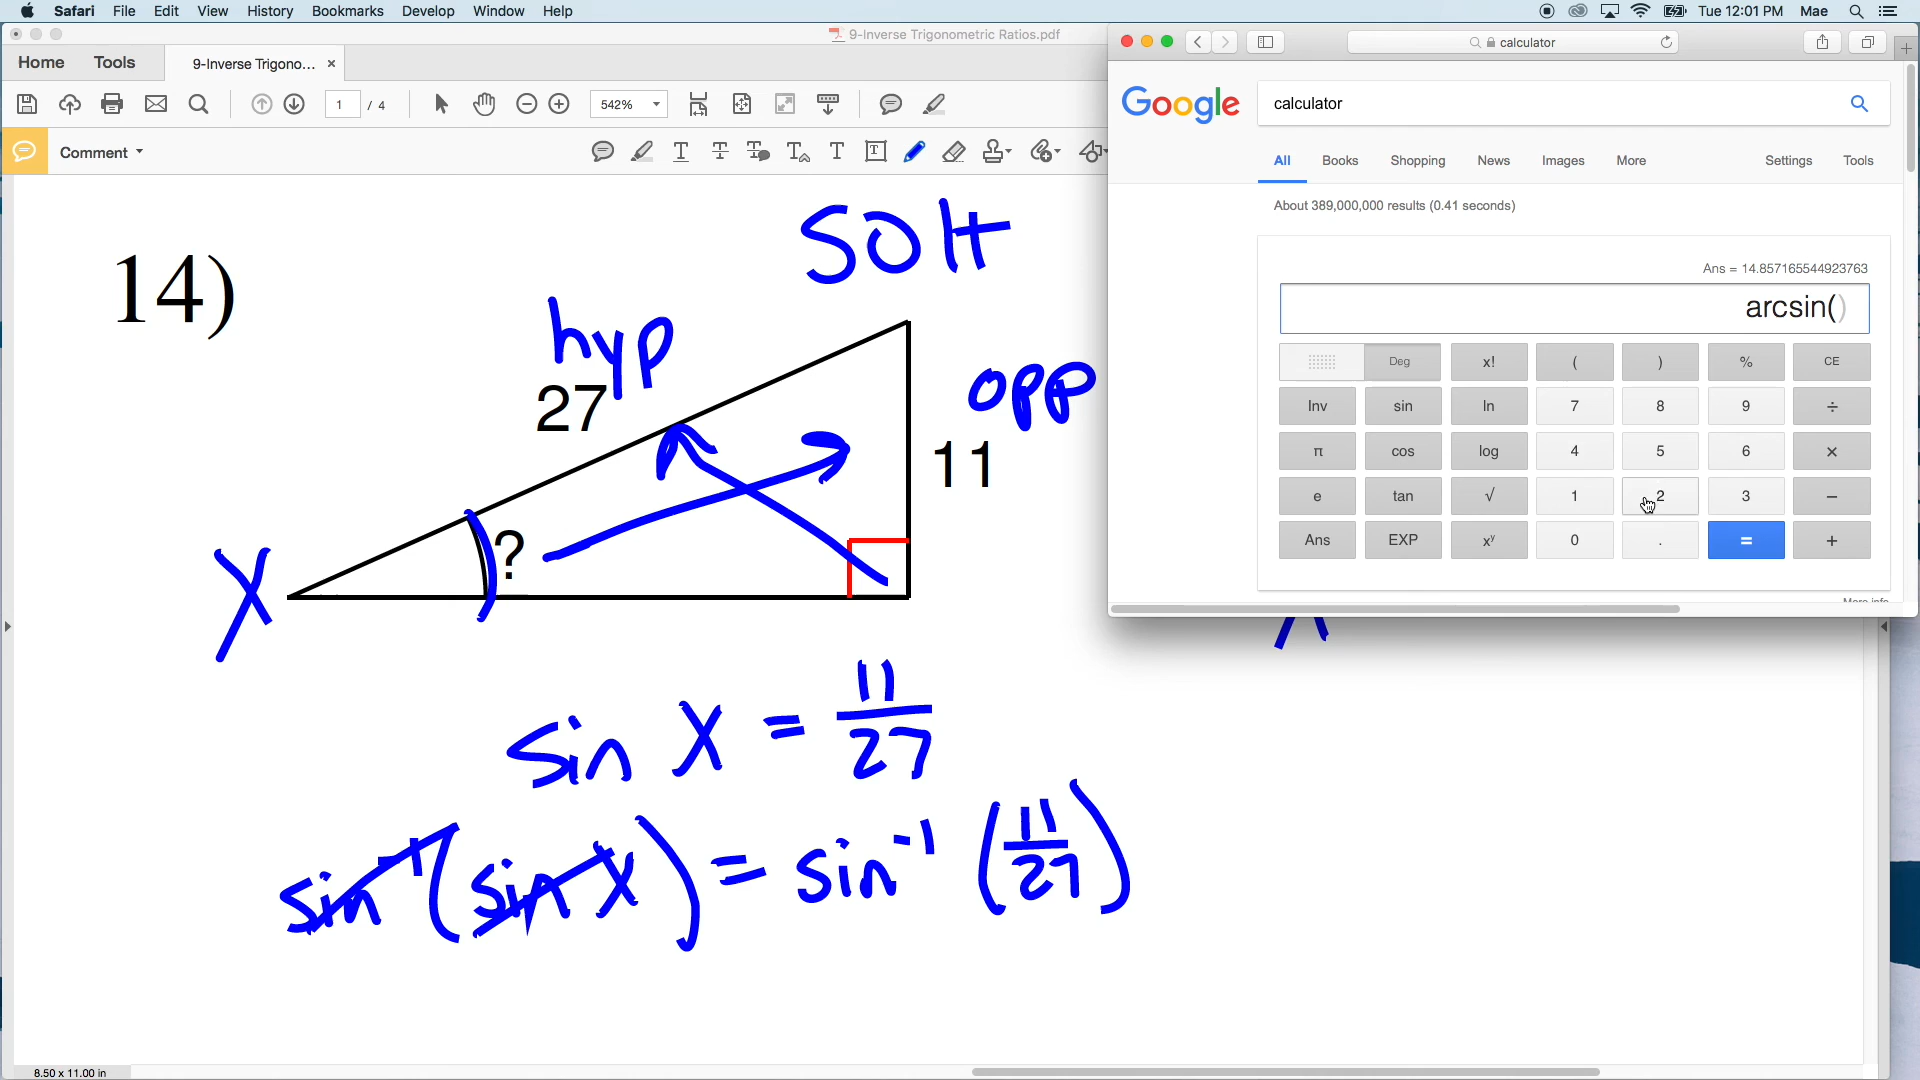 Safari File Edit View History Bookmarks Develop Window Help Tue 12:01 PM Mae
9-Inverse Trigonometric Ratios.pdf
Home Tools 9-Inverse Trigono... ×
1 / 4 542%
Comment
calculator
Google calculator
All Books Shopping News Images More Settings Tools
About 389,000,000 results (0.41 seconds)
Ans = 14.857165544923763
arcsin()
Deg x! ( ) % CE
Inv sin ln 7 8 9 ÷
π cos log 4 5 6 ×
e tan √ 1 2 3 −
Ans EXP xʸ 0 . = +
More info
14)
SOH
hyp
27
opp
11
?
X
sin X = 11/27
sin⁻¹(sin X) = sin⁻¹(11/27)
8.50 x 11.00 in